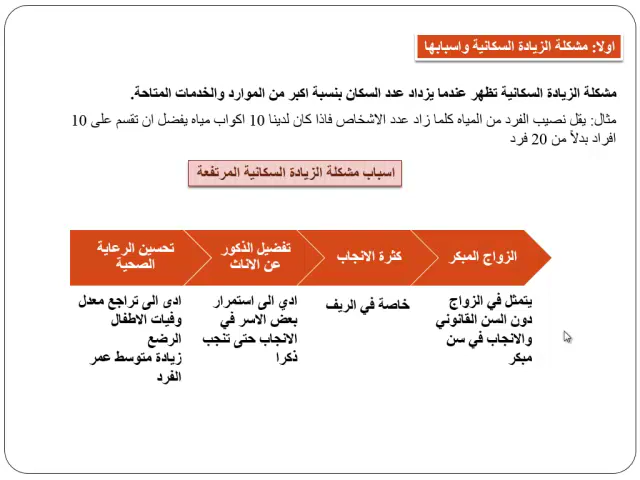 اولا: مشكلة الزيادة السكانية واسبابها
مشكلة الزيادة السكانية تظهر عندما يزداد عدد السكان بنسبة اكبر من الموارد والخدمات المتاحة.
مثال: يقل نصيب الفرد من المياه كلما زاد عدد الاشخاص فاذا كان لدينا 10 اكواب مياه يفضل ان تقسم على 10
افراد بدلاً من 20 فرد
اسباب مشكلة الزيادة السكانية المرتفعة
الزواج المبكر
يتمثل في الزواج
دون السن القانوني
والانجاب في سن
مبكر
كثرة الانجاب
خاصة في الريف
تفضيل الذكور
عن الاناث
ادي الى استمرار
بعض الاسر في
الانجاب حتى تنجب
ذكرا
تحسين الرعاية
الصحية
ادى الى تراجع معدل
وفيات الاطفال
الرضع
زيادة متوسط عمر
الفرد